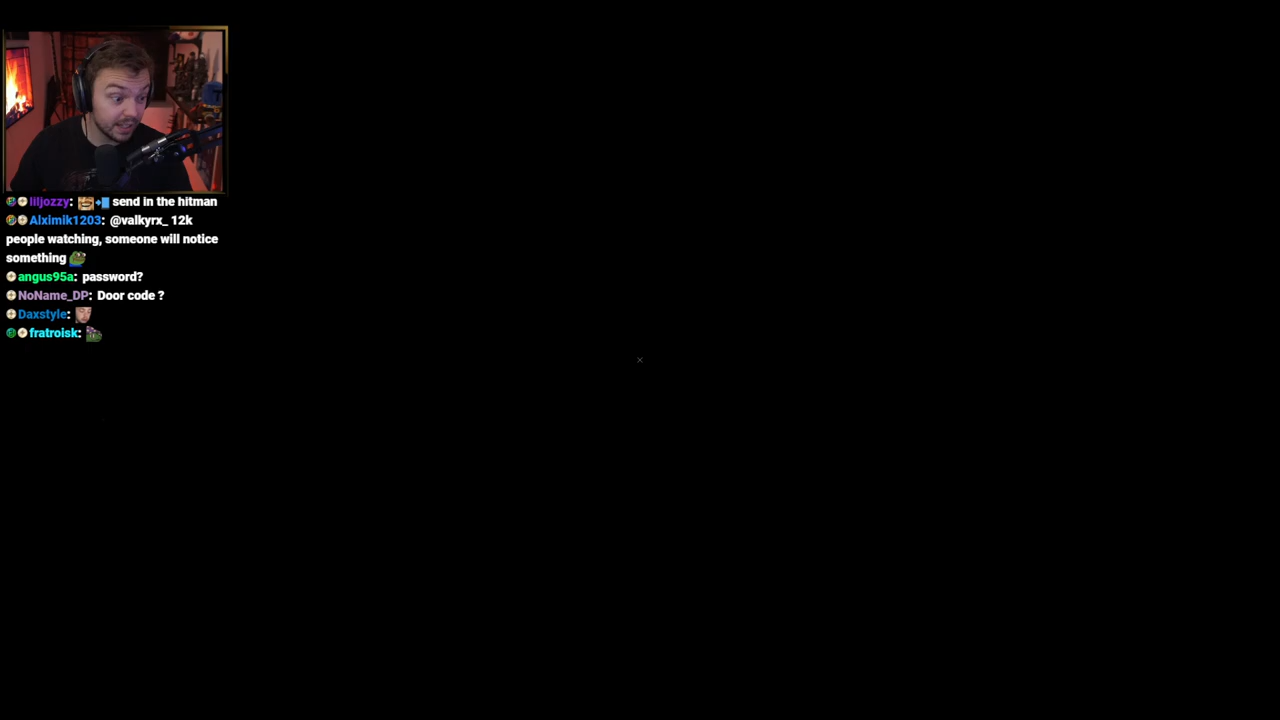 liljozzy: send in the hitman
Alximik1203: @valkyrx_ 12k
people watching, someone will notice
something
angus95a: password?
NoName_DP: Door code ?
Daxstyle:
fratroisk: